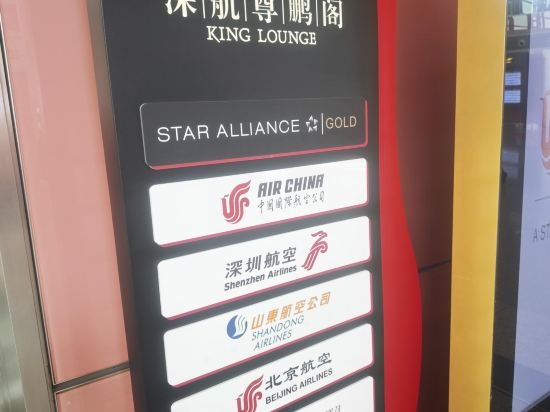 深航尊鹏阁
KING LOUNGE
STAR ALLIANCE GOLD
AIR CHINA
中国国际航空公司
深圳航空
Shenzhen Airlines
山东航空公司
SHANDONG
AIRLINES
北京航空
BEIJING AIRLINES
A ST